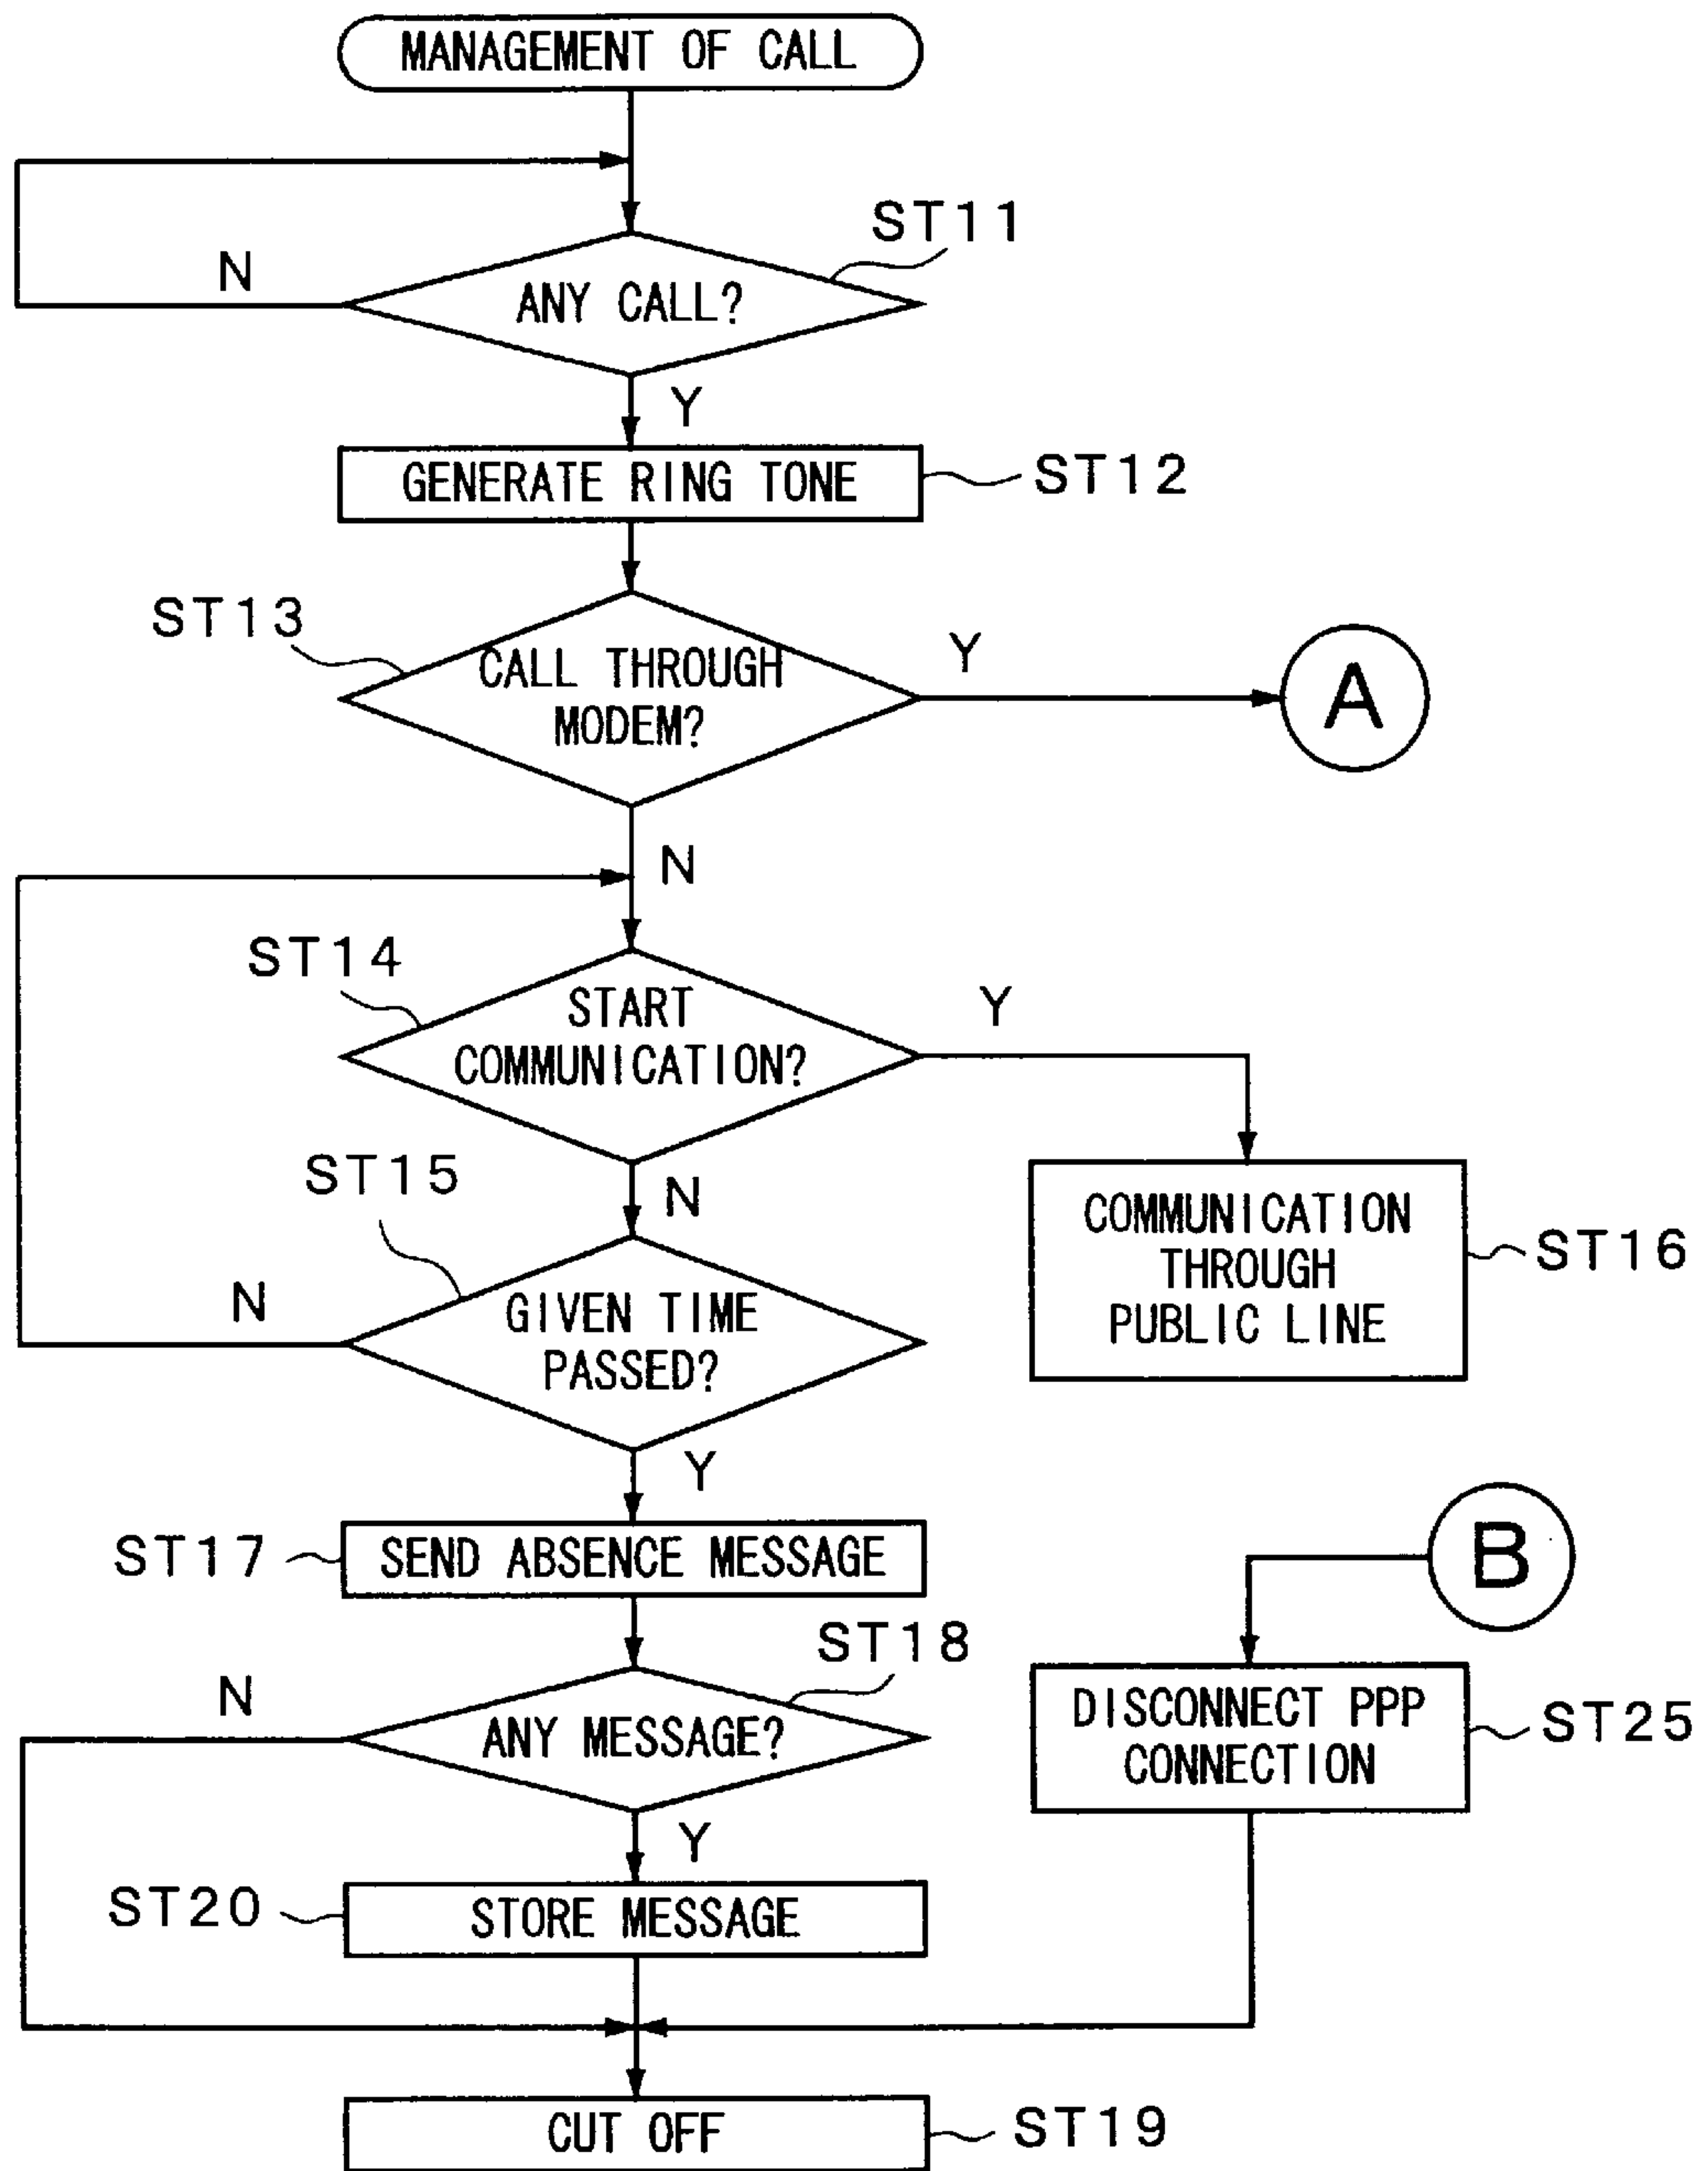 MANAGEMENT OF CALL
ST11
N
ANY CALL?
Y
GENERATE RING TONE
ST12
ST13
CALL THROUGH
MODEM?
Y
A
N
ST14
START
COMMUNICATION?
Y
ST15
N
COMMUNICATION
THROUGH
PUBLIC LINE
ST16
N
GIVEN TIME
PASSED?
Y
ST17
SEND ABSENCE MESSAGE
B
ST18
N
ANY MESSAGE?
DISCONNECT PPP
CONNECTION
ST25
Y
ST20
STORE MESSAGE
CUT OFF
ST19